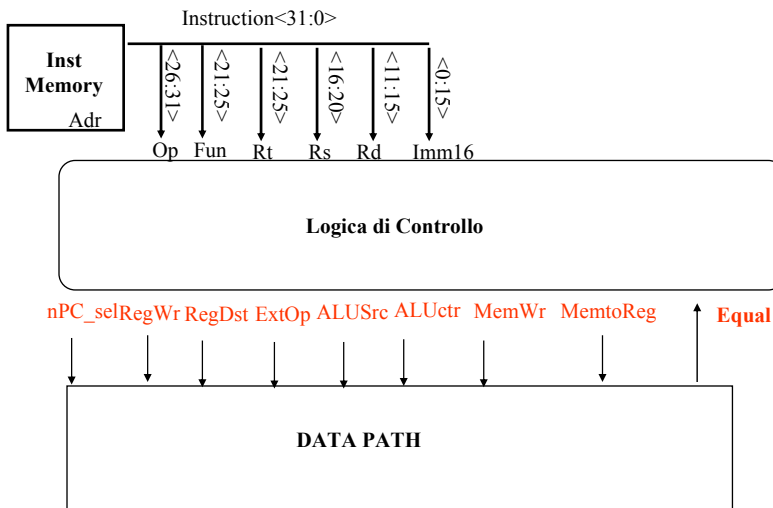 Instruction<31:0>
Inst
Memory
Adr
<26:31>
<21:25>
<21:25>
<16:20>
<11:15>
<0:15>
Op Fun Rt Rs Rd Imm16
Logica di Controllo
nPC_sel RegWr RegDst ExtOp ALUSrc ALUctr MemWr MemtoReg Equal
DATA PATH